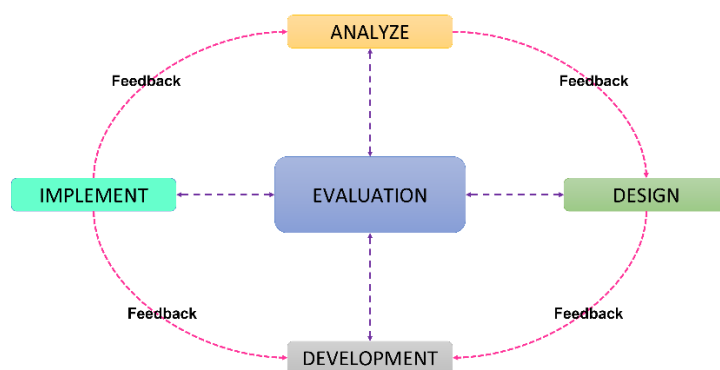 ANALYZE
Feedback
Feedback
IMPLEMENT
EVALUATION
DESIGN
Feedback
Feedback
DEVELOPMENT